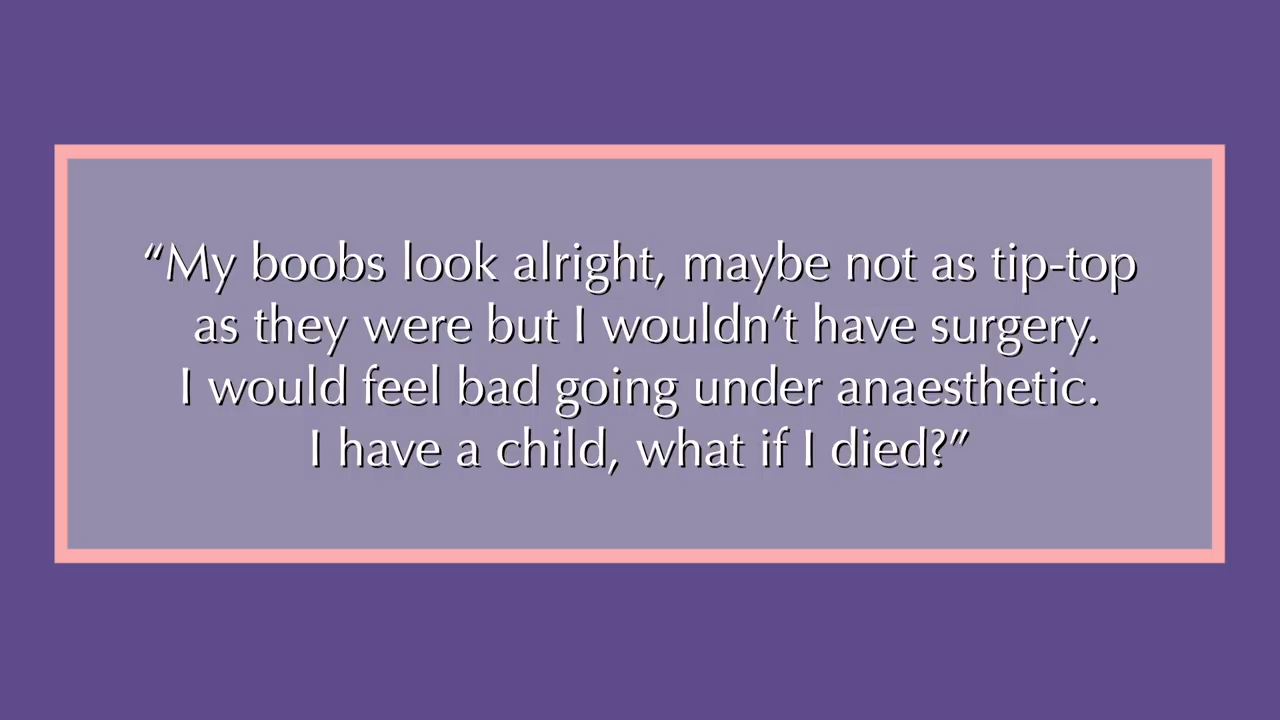 “My boobs look alright, maybe not as tip-top
as they were but I wouldn’t have surgery.
I would feel bad going under anaesthetic.
I have a child, what if I died?”